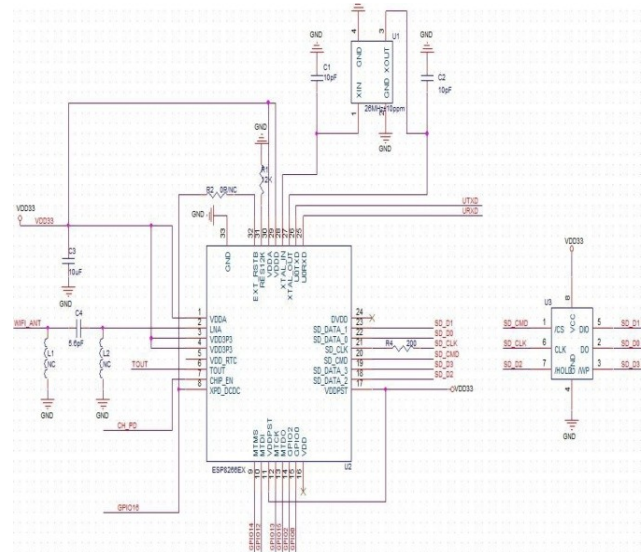 GND
4
3
U1
GND
GND
XOUT
C1
10pF
C2
10pF
XIN
GND
1
2
26MHz±10ppm
GND
GND
R1
12K
R2
0R/NC
UTXD
URXD
GND
33
32
31
30
29
28
27
26
25
VDD33
VDD33
GND
EXT_RSTB
RES12K
VDDA
VDDD
XTAL_IN
XTAL_OUT
U0TXD
U0RXD
VDD33
C3
10uF
U3
GND
WIFI_ANT
C4
5.6pF
L1
NC
L2
NC
GND
GND
TOUT
CH_PD
GPIO16
1
2
3
4
5
6
7
8
VDDA
LNA
VDD3P3
VDD3P3
VDD_RTC
TOUT
CHIP_EN
XPD_DCDC
DVDD
SD_DATA_1
SD_DATA_0
SD_CLK
SD_CMD
SD_DATA_3
SD_DATA_2
VDDPST
24
23
22
21
20
19
18
17
R4
200
SD_D1
SD_D0
SD_CLK
SD_CMD
SD_D3
SD_D2
VDD33
SD_CMD
1
/CS
VCC
8
DIO
5
SD_D1
SD_CLK
6
CLK
DO
2
SD_D0
SD_D2
7
/HOLD
/WP
3
SD_D3
4
GND
MTMS
MTDI
VDDPST
MTCK
MTDO
GPIO2
GPIO0
VDD
ESP8266EX
U2
9
10
11
12
13
14
15
16
GPIO14
GPIO12
GPIO13
GPIO15
GPIO2